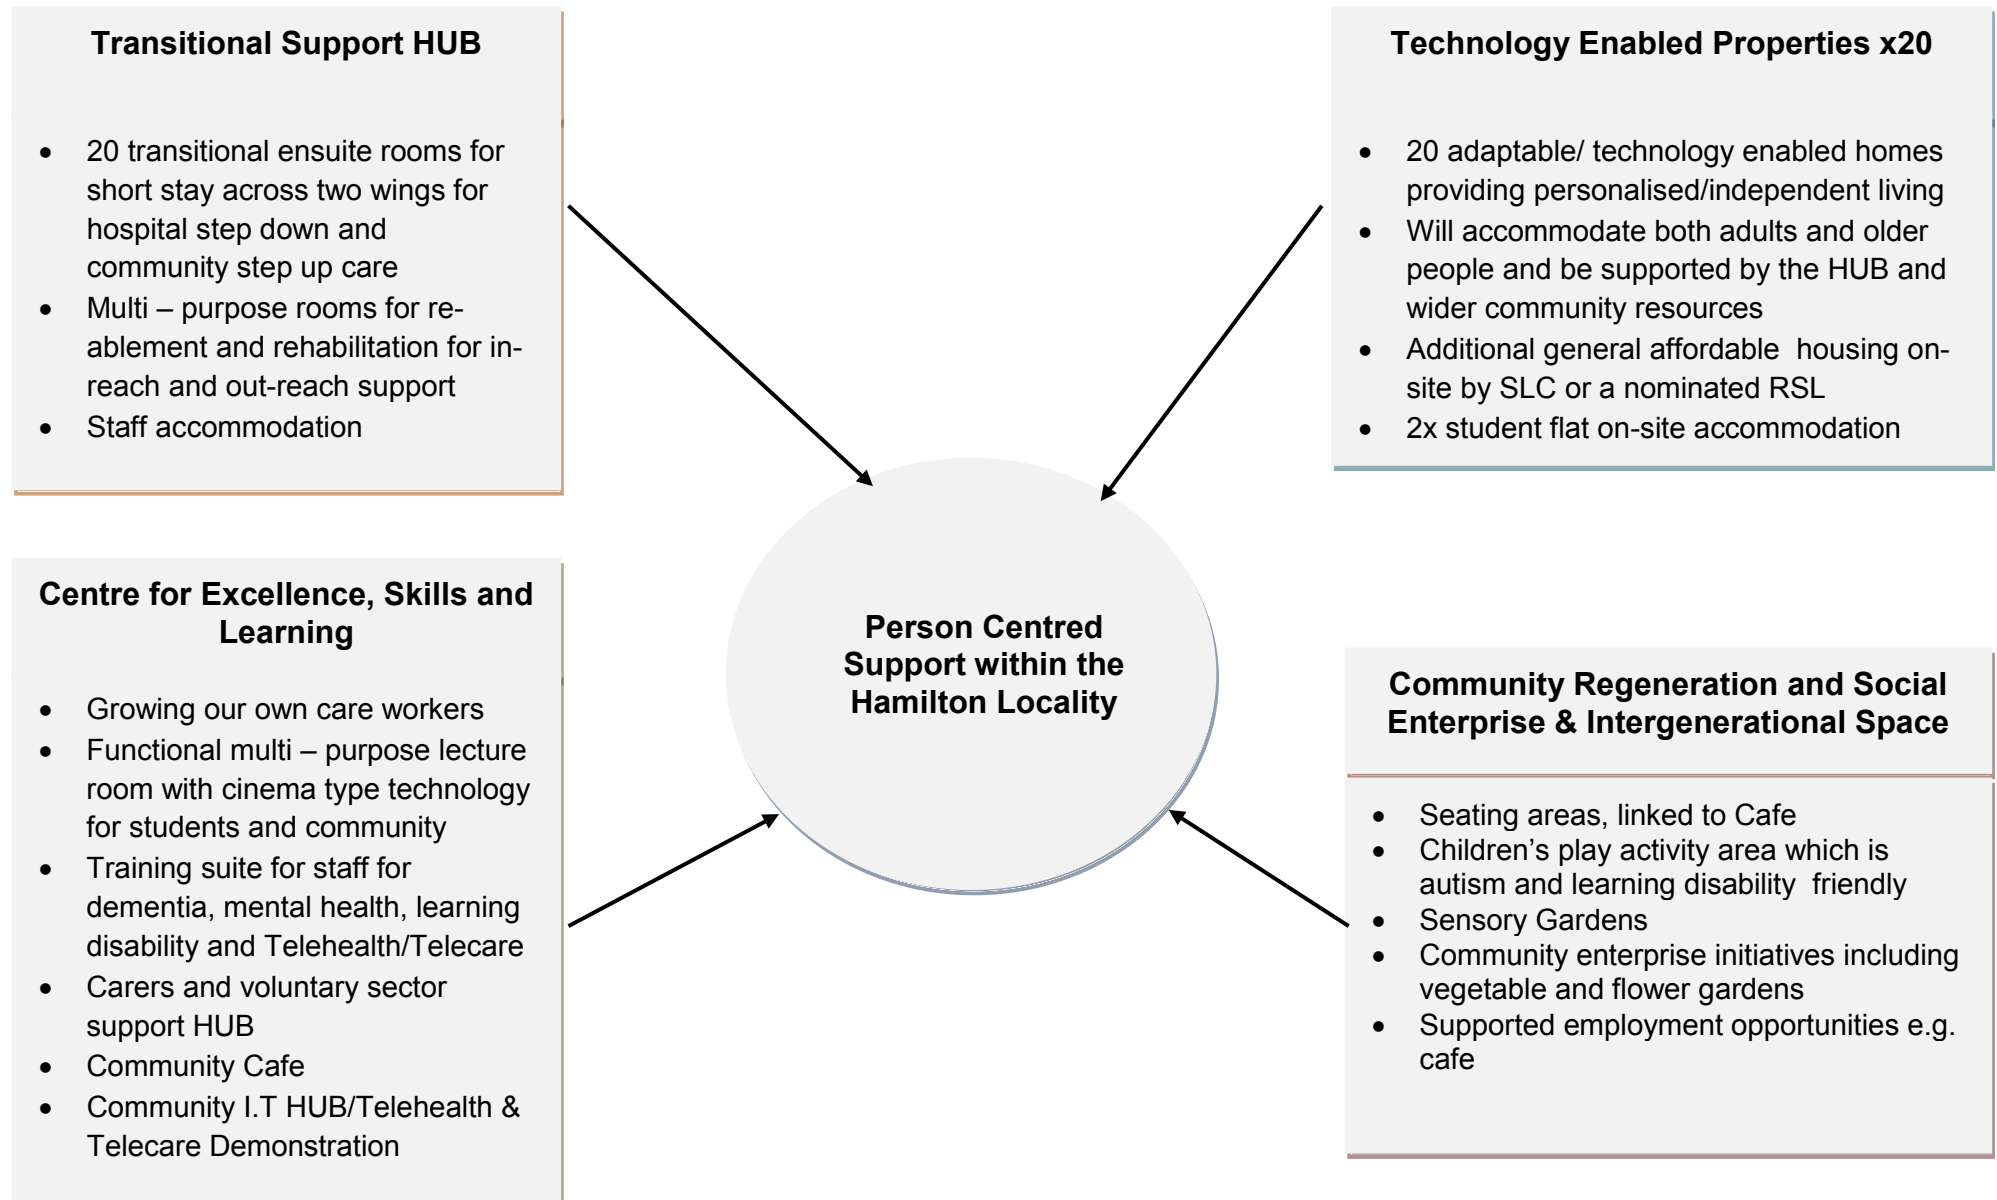 Transitional Support HUB
• 20 transitional ensuite rooms for
short stay across two wings for
hospital step down and
community step up care
• Multi – purpose rooms for re-
ablement and rehabilitation for in-
reach and out-reach support
• Staff accommodation
Technology Enabled Properties x20
• 20 adaptable/ technology enabled homes
providing personalised/independent living
• Will accommodate both adults and older
people and be supported by the HUB and
wider community resources
• Additional general affordable  housing on-
site by SLC or a nominated RSL
• 2x student flat on-site accommodation
Person Centred
Support within the
Hamilton Locality
Centre for Excellence, Skills and
Learning
• Growing our own care workers
• Functional multi – purpose lecture
room with cinema type technology
for students and community
• Training suite for staff for
dementia, mental health, learning
disability and Telehealth/Telecare
• Carers and voluntary sector
support HUB
• Community Cafe
• Community I.T HUB/Telehealth &
Telecare Demonstration
Community Regeneration and Social
Enterprise & Intergenerational Space
• Seating areas, linked to Cafe
• Children’s play activity area which is
autism and learning disability  friendly
• Sensory Gardens
• Community enterprise initiatives including
vegetable and flower gardens
• Supported employment opportunities e.g.
cafe